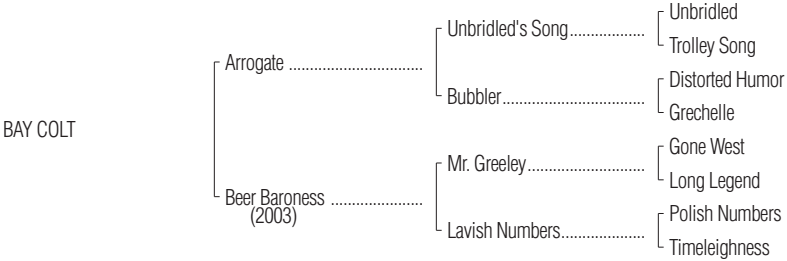 Unbridled
Unbridled's Song...................
Trolley Song
Arrogate ................................
Distorted Humor
Bubbler....................................
Grechelle
BAY COLT
Gone West
Mr. Greeley.............................
Long Legend
Beer Baroness ......................
(2003)
Polish Numbers
Lavish Numbers.....................
Timeleighness